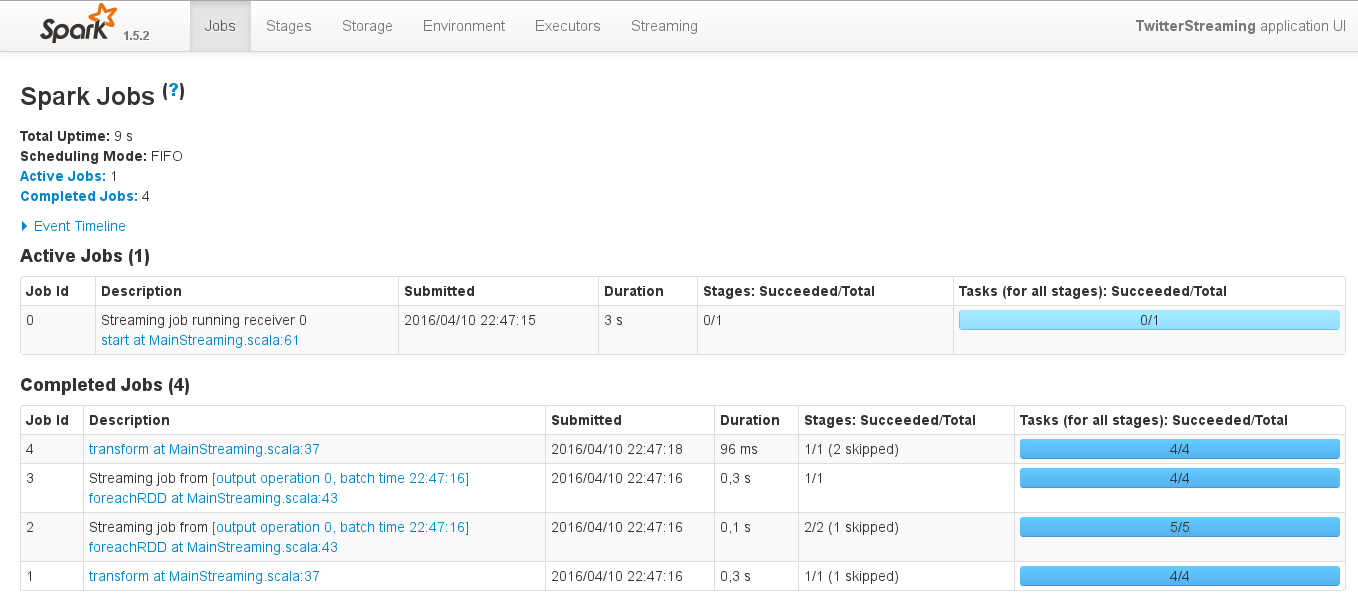 Spark 1.5.2 Jobs Stages Storage Environment Executors Streaming TwitterStreaming application UI
Spark Jobs (?)
Total Uptime: 9 s
Scheduling Mode: FIFO
Active Jobs: 1
Completed Jobs: 4
Event Timeline
Active Jobs (1)
Job Id Description Submitted Duration Stages: Succeeded/Total Tasks (for all stages): Succeeded/Total
0 Streaming job running receiver 0 2016/04/10 22:47:15 3 s 0/1 0/1
start at MainStreaming.scala:61
Completed Jobs (4)
Job Id Description Submitted Duration Stages: Succeeded/Total Tasks (for all stages): Succeeded/Total
4 transform at MainStreaming.scala:37 2016/04/10 22:47:18 96 ms 1/1 (2 skipped) 4/4
3 Streaming job from [output operation 0, batch time 22:47:16] 2016/04/10 22:47:16 0,3 s 1/1 4/4
foreachRDD at MainStreaming.scala:43
2 Streaming job from [output operation 0, batch time 22:47:16] 2016/04/10 22:47:16 0,1 s 2/2 (1 skipped) 5/5
foreachRDD at MainStreaming.scala:43
1 transform at MainStreaming.scala:37 2016/04/10 22:47:16 0,3 s 1/1 (1 skipped) 4/4